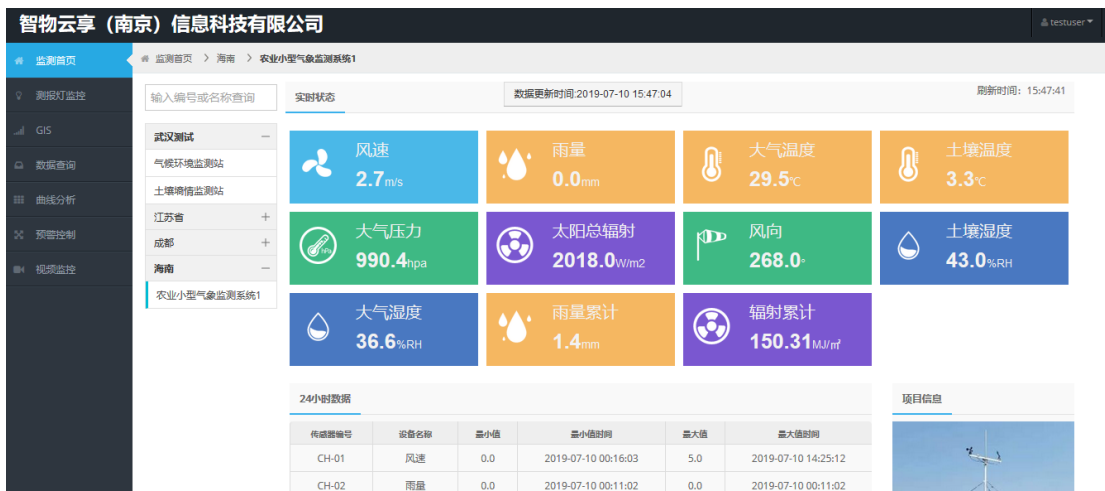 智物云享（南京）信息科技有限公司
testuser
监测首页
监测首页 > 海南 > 农业小型气象监测系统1
测报灯监控
GIS
数据查询
曲线分析
预警控制
视频监控
输入编号或名称查询
武汉测试 −
气候环境监测站
土壤墒情监测站
江苏省 +
成都 +
海南 −
农业小型气象监测系统1
实时状态
数据更新时间:2019-07-10 15:47:04
刷新时间：15:47:41
风速
2.7m/s
雨量
0.0mm
大气温度
29.5℃
土壤温度
3.3℃
hPa
大气压力
990.4hpa
太阳总辐射
2018.0W/m2
风向
268.0°
土壤湿度
43.0%RH
大气湿度
36.6%RH
雨量累计
1.4mm
辐射累计
150.31MJ/㎡
24小时数据
传感器编号 设备名称 最小值 最小值时间 最大值 最大值时间
CH-01 风速 0.0 2019-07-10 00:16:03 5.0 2019-07-10 14:25:12
CH-02 雨量 0.0 2019-07-10 00:11:02 0.0 2019-07-10 00:11:02
项目信息